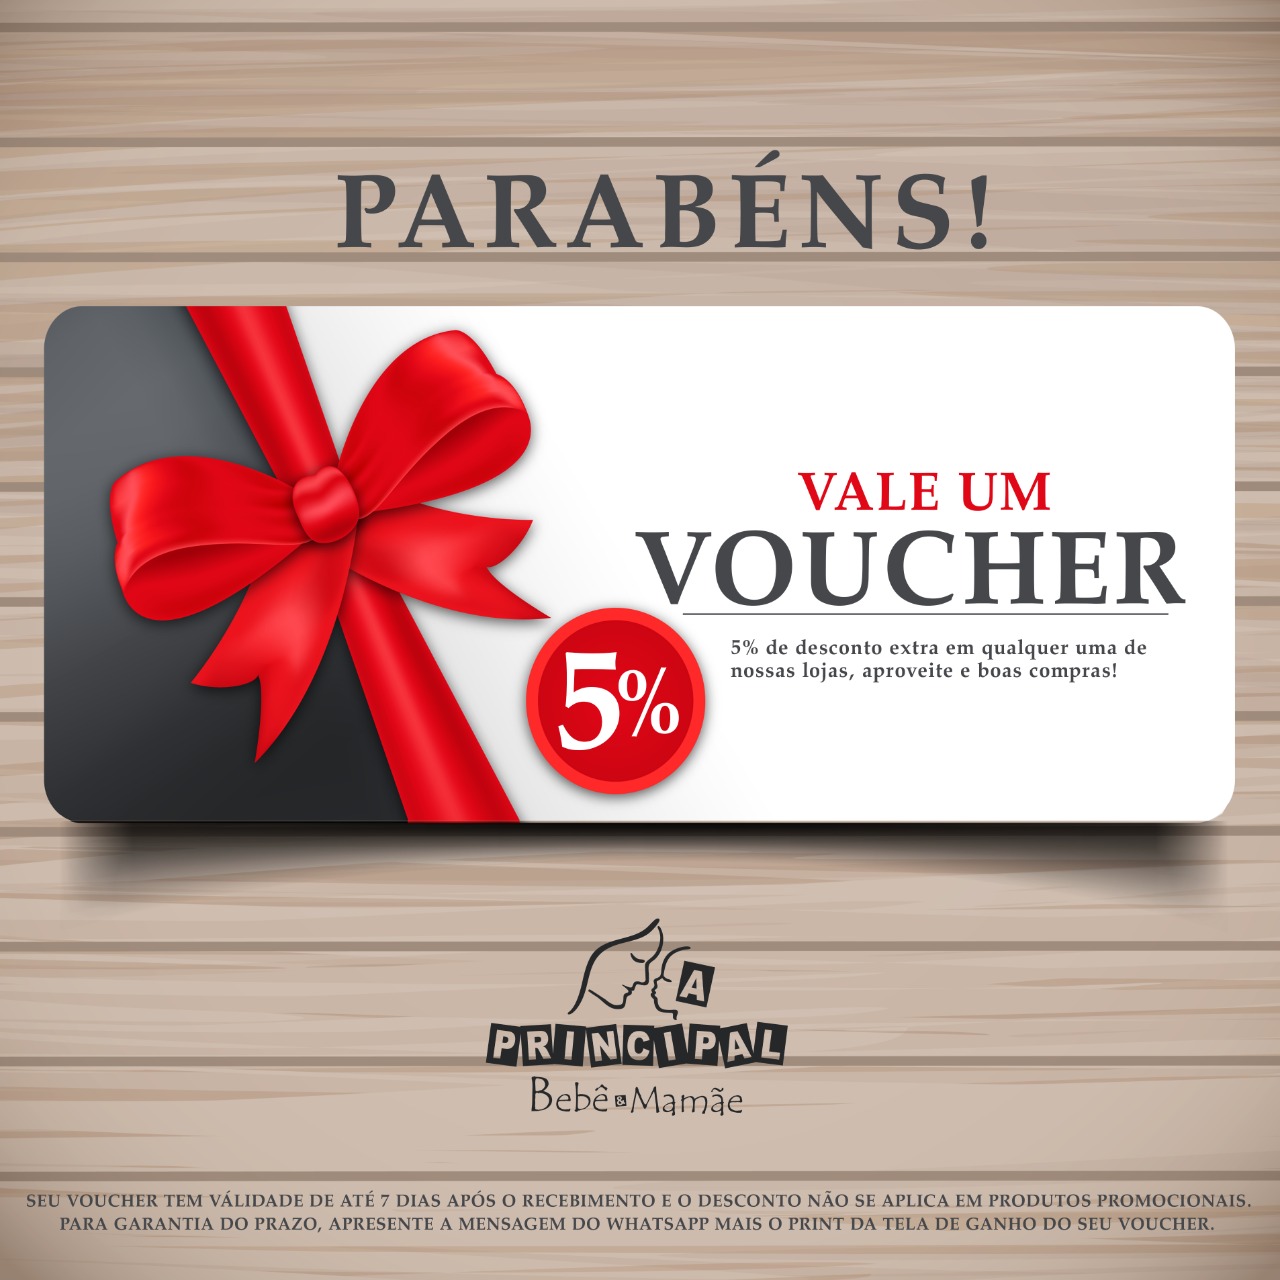 PARABÉNS!
VALE UM
VOUCHER
5% de desconto extra em qualquer uma de
nossas lojas, aproveite e boas compras!
5%
A
PRINCIPAL
Bebê & Mamãe
SEU VOUCHER TEM VÁLIDADE DE ATÉ 7 DIAS APÓS O RECEBIMENTO E O DESCONTO NÃO SE APLICA EM PRODUTOS PROMOCIONAIS.
PARA GARANTIA DO PRAZO, APRESENTE A MENSAGEM DO WHATSAPP MAIS O PRINT DA TELA DE GANHO DO SEU VOUCHER.